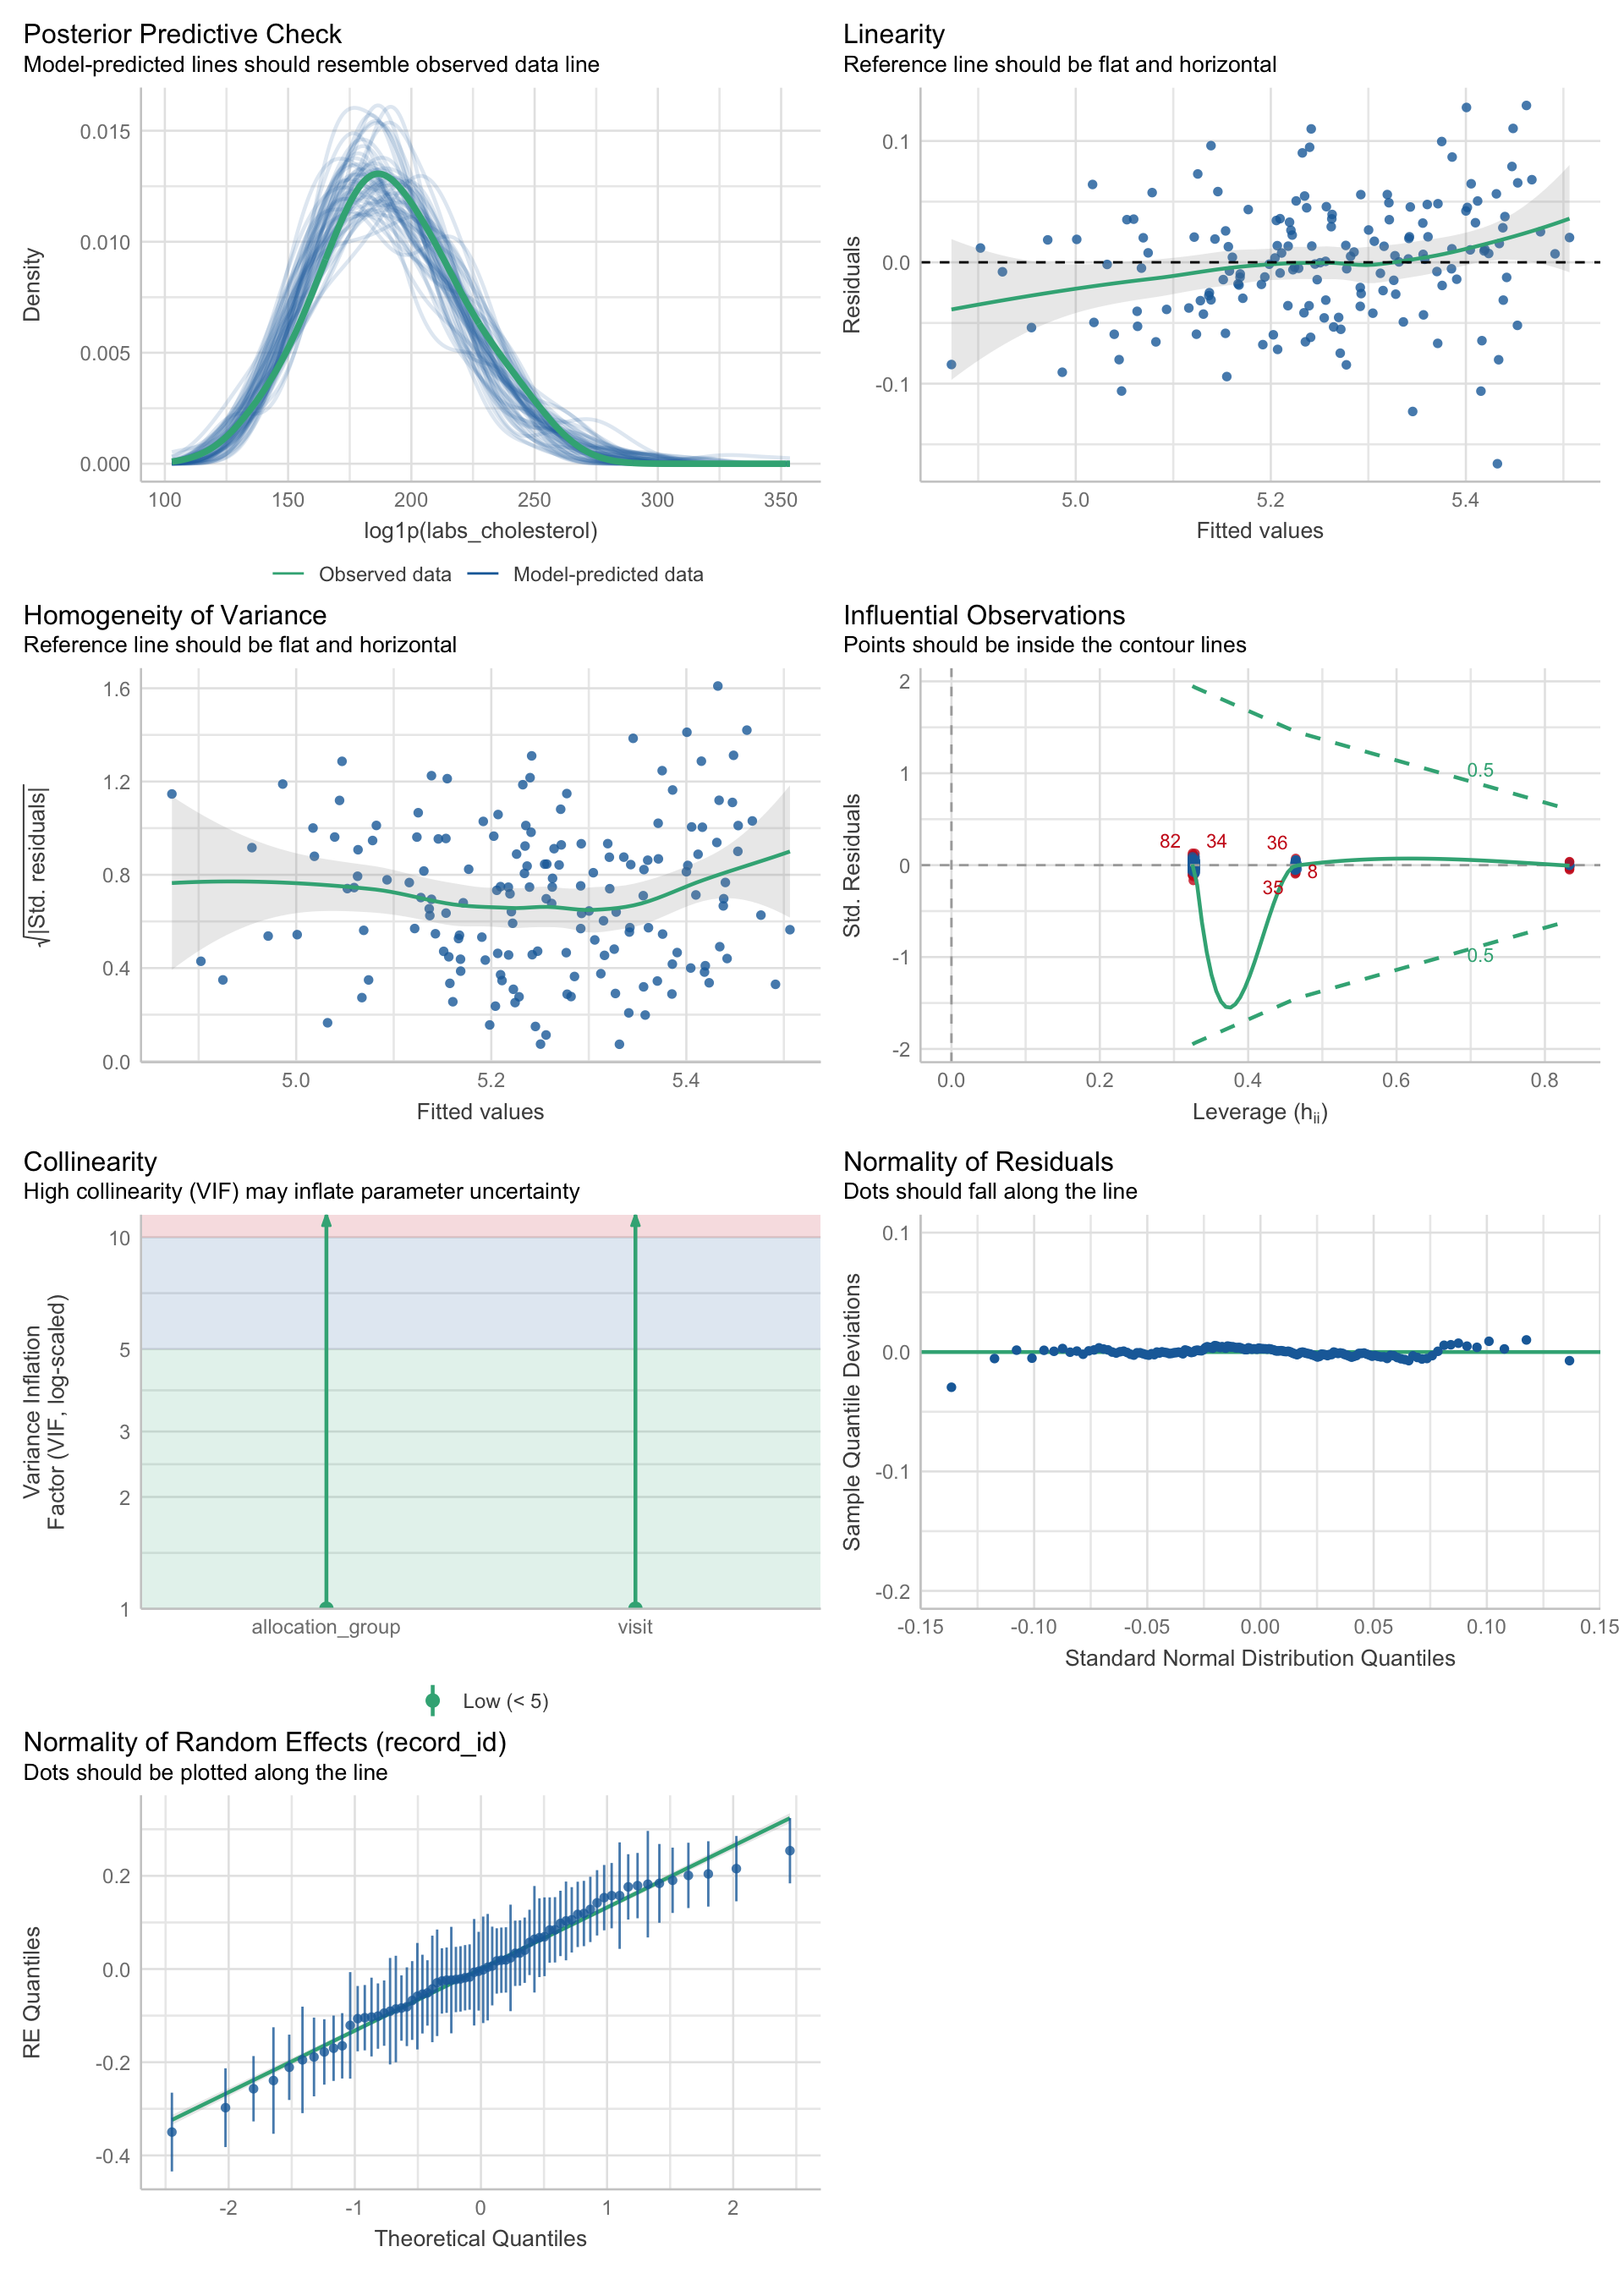 Posterior Predictive Check
Model-predicted lines should resemble observed data line
0.015
0.010
0.005
0.000
Density
100 150 200 250 300 350
log1p(labs_cholesterol)
Observed data Model-predicted data
Linearity
Reference line should be flat and horizontal
0.1
0.0
-0.1
Residuals
5.0 5.2 5.4
Fitted values
Homogeneity of Variance
Reference line should be flat and horizontal
1.6
1.2
0.8
0.4
0.0
√|Std. residuals|
5.0 5.2 5.4
Fitted values
Influential Observations
Points should be inside the contour lines
2
1
0
-1
-2
Std. Residuals
0.5
82 34 36
35 8
0.5
0.0 0.2 0.4 0.6 0.8
Leverage (hii)
Collinearity
High collinearity (VIF) may inflate parameter uncertainty
10
5
3
2
1
Variance Inflation
Factor (VIF, log-scaled)
allocation_group visit
Low (< 5)
Normality of Residuals
Dots should fall along the line
0.1
0.0
-0.1
-0.2
Sample Quantile Deviations
-0.15 -0.10 -0.05 0.00 0.05 0.10 0.15
Standard Normal Distribution Quantiles
Normality of Random Effects (record_id)
Dots should be plotted along the line
0.2
0.0
-0.2
-0.4
RE Quantiles
-2 -1 0 1 2
Theoretical Quantiles